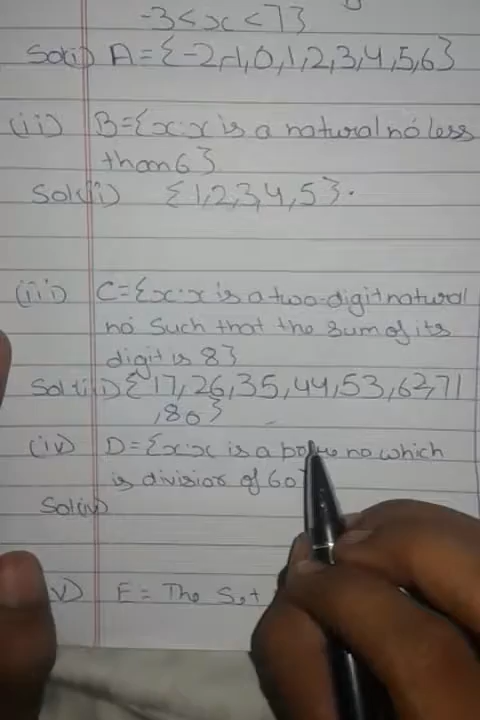 -3<x<7}
Sol(i) A={-2,-1,0,1,2,3,4,5,6}
(ii) B={x:x is a natural no less
than 6}
Sol(ii) {1,2,3,4,5}.
(iii) C={x:x is a two-digit natural
no such that the sum of its
digit is 8}
Sol(iii) {17,26,35,44,53,62,71
,80}
(iv) D={x:x is a no which
is divisior of 60}
Sol(iv)
v) E = The Set